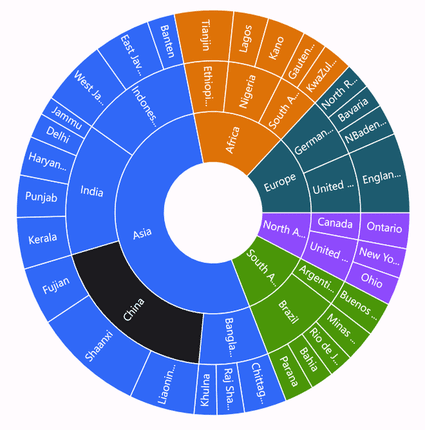 Asia
Africa
Europe
North A...
South A...
Indones...
India
China
Bangla...
Ethiopi...
Nigeria
South A...
German...
United ...
Canada
United ...
Argenti...
Brazil
Banten
East Jav...
West Ja...
Jammu
Delhi
Haryan...
Punjab
Kerala
Fujian
Shaanxi
Liaonin...
Khulna
Raj Sha...
Chittag...
Tianjin
Lagos
Kano
Gauten...
KwaZul...
North R...
Bavaria
NBaden...
Englan...
Ontario
New Yo...
Ohio
Buenos ...
Minas ...
Rio de J...
Bahia
Parana